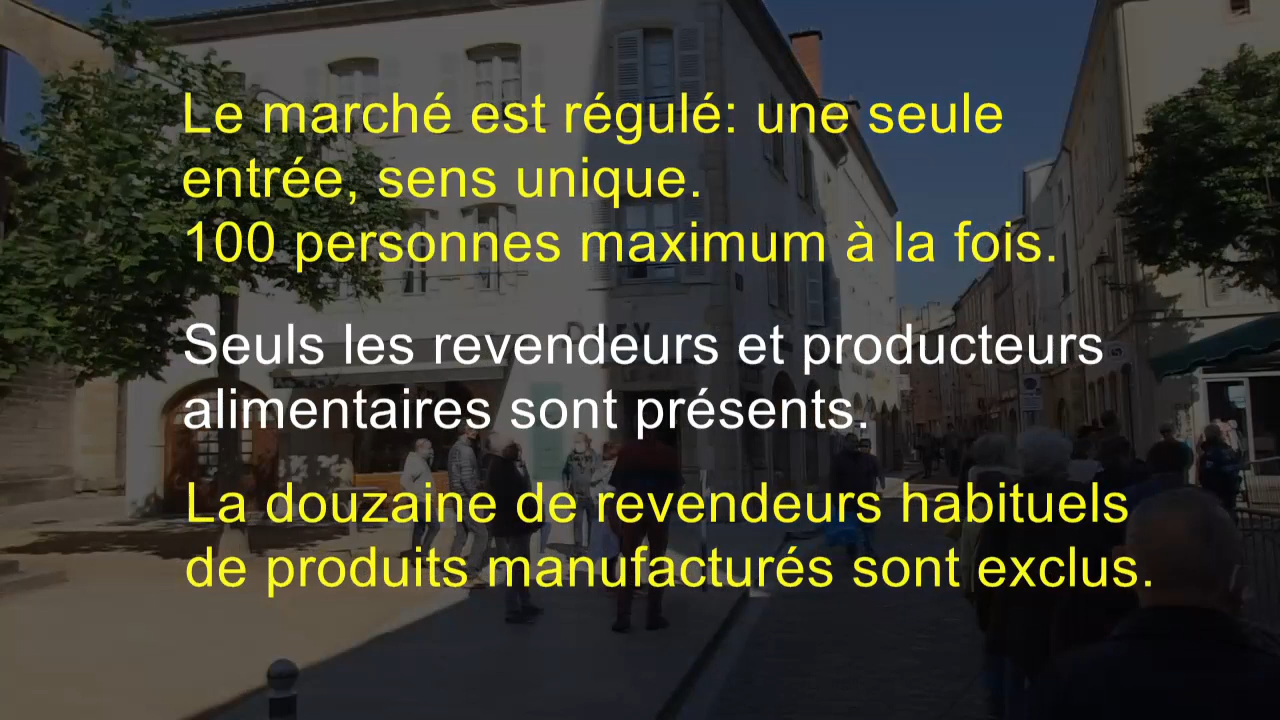 Le marché est régulé: une seule
entrée, sens unique.
100 personnes maximum à la fois.
Seuls les revendeurs et producteurs
alimentaires sont présents.
La douzaine de revendeurs habituels
de produits manufacturés sont exclus.